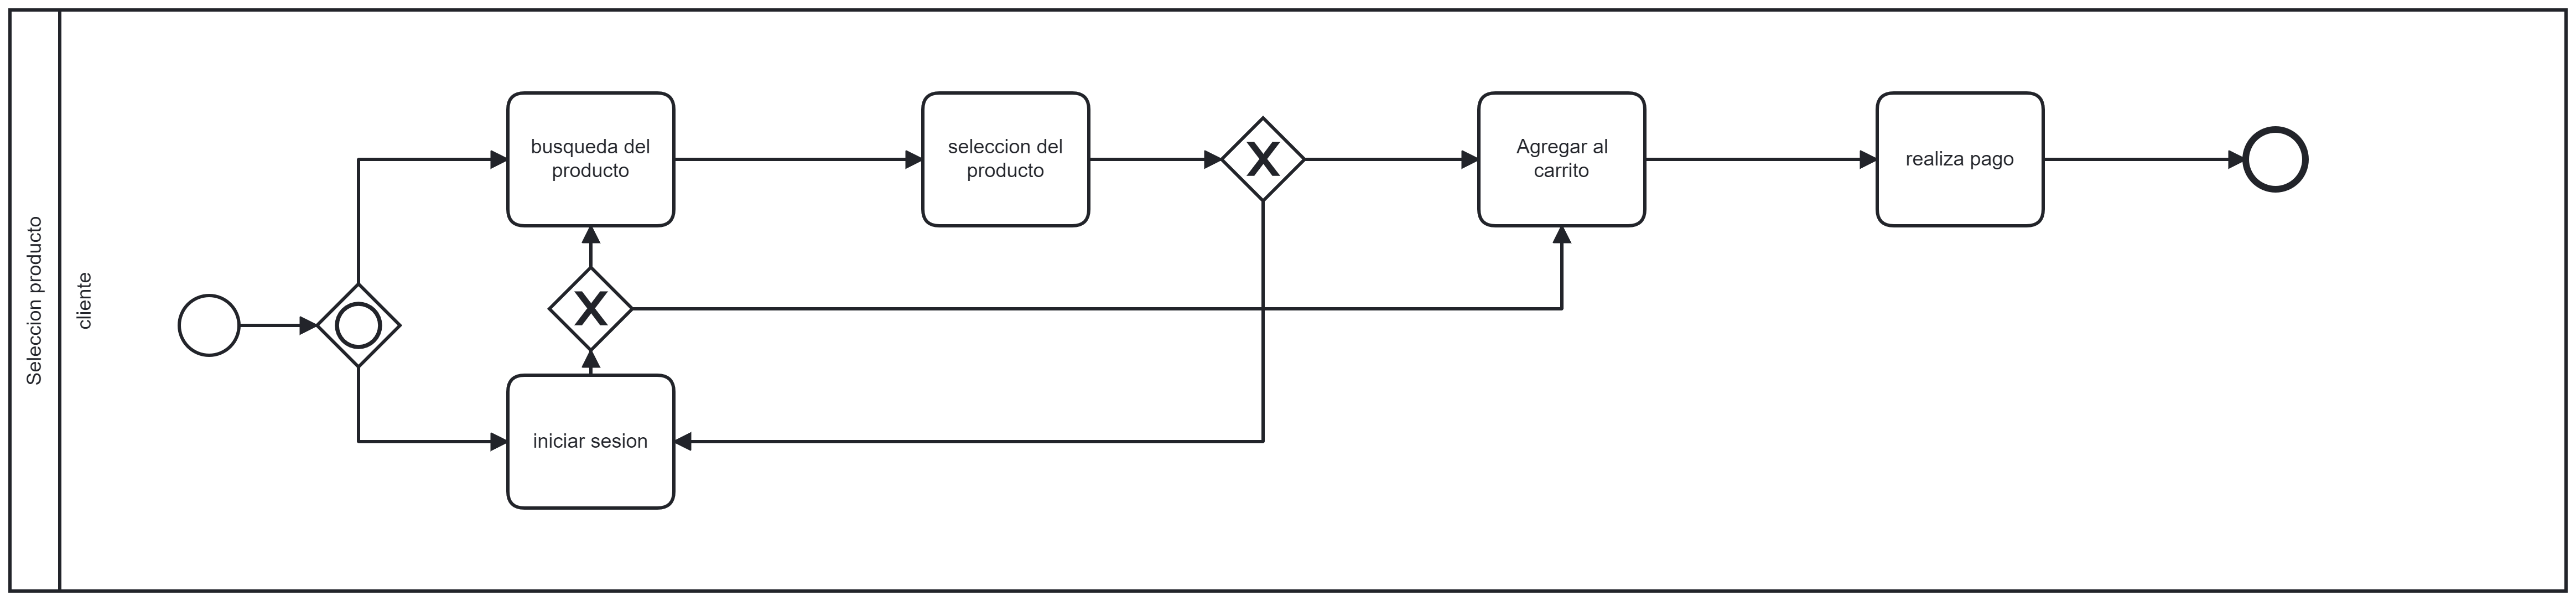 Seleccion producto
cliente
busqueda del
producto
seleccion del
producto
X
Agregar al
carrito
realiza pago
X
iniciar sesion